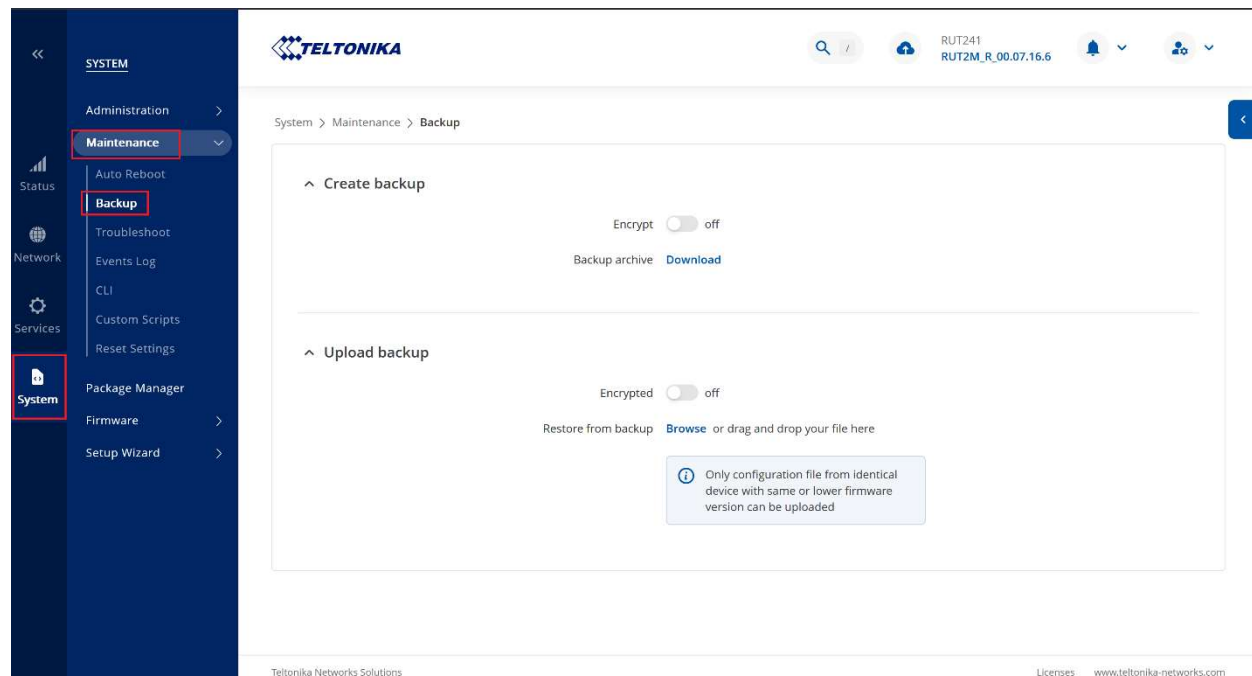 TELTONIKA
/
RUT241
RUT2M_R_00.07.16.6
SYSTEM
Administration
Maintenance
Auto Reboot
Backup
Troubleshoot
Events Log
CLI
Custom Scripts
Reset Settings
Package Manager
Firmware
Setup Wizard
Status
Network
Services
System
System > Maintenance > Backup
Create backup
Encrypt off
Backup archive Download
Upload backup
Encrypted off
Restore from backup Browse or drag and drop your file here
Only configuration file from identical
device with same or lower firmware
version can be uploaded
Teltonika Networks Solutions
Licenses www.teltonika-networks.com